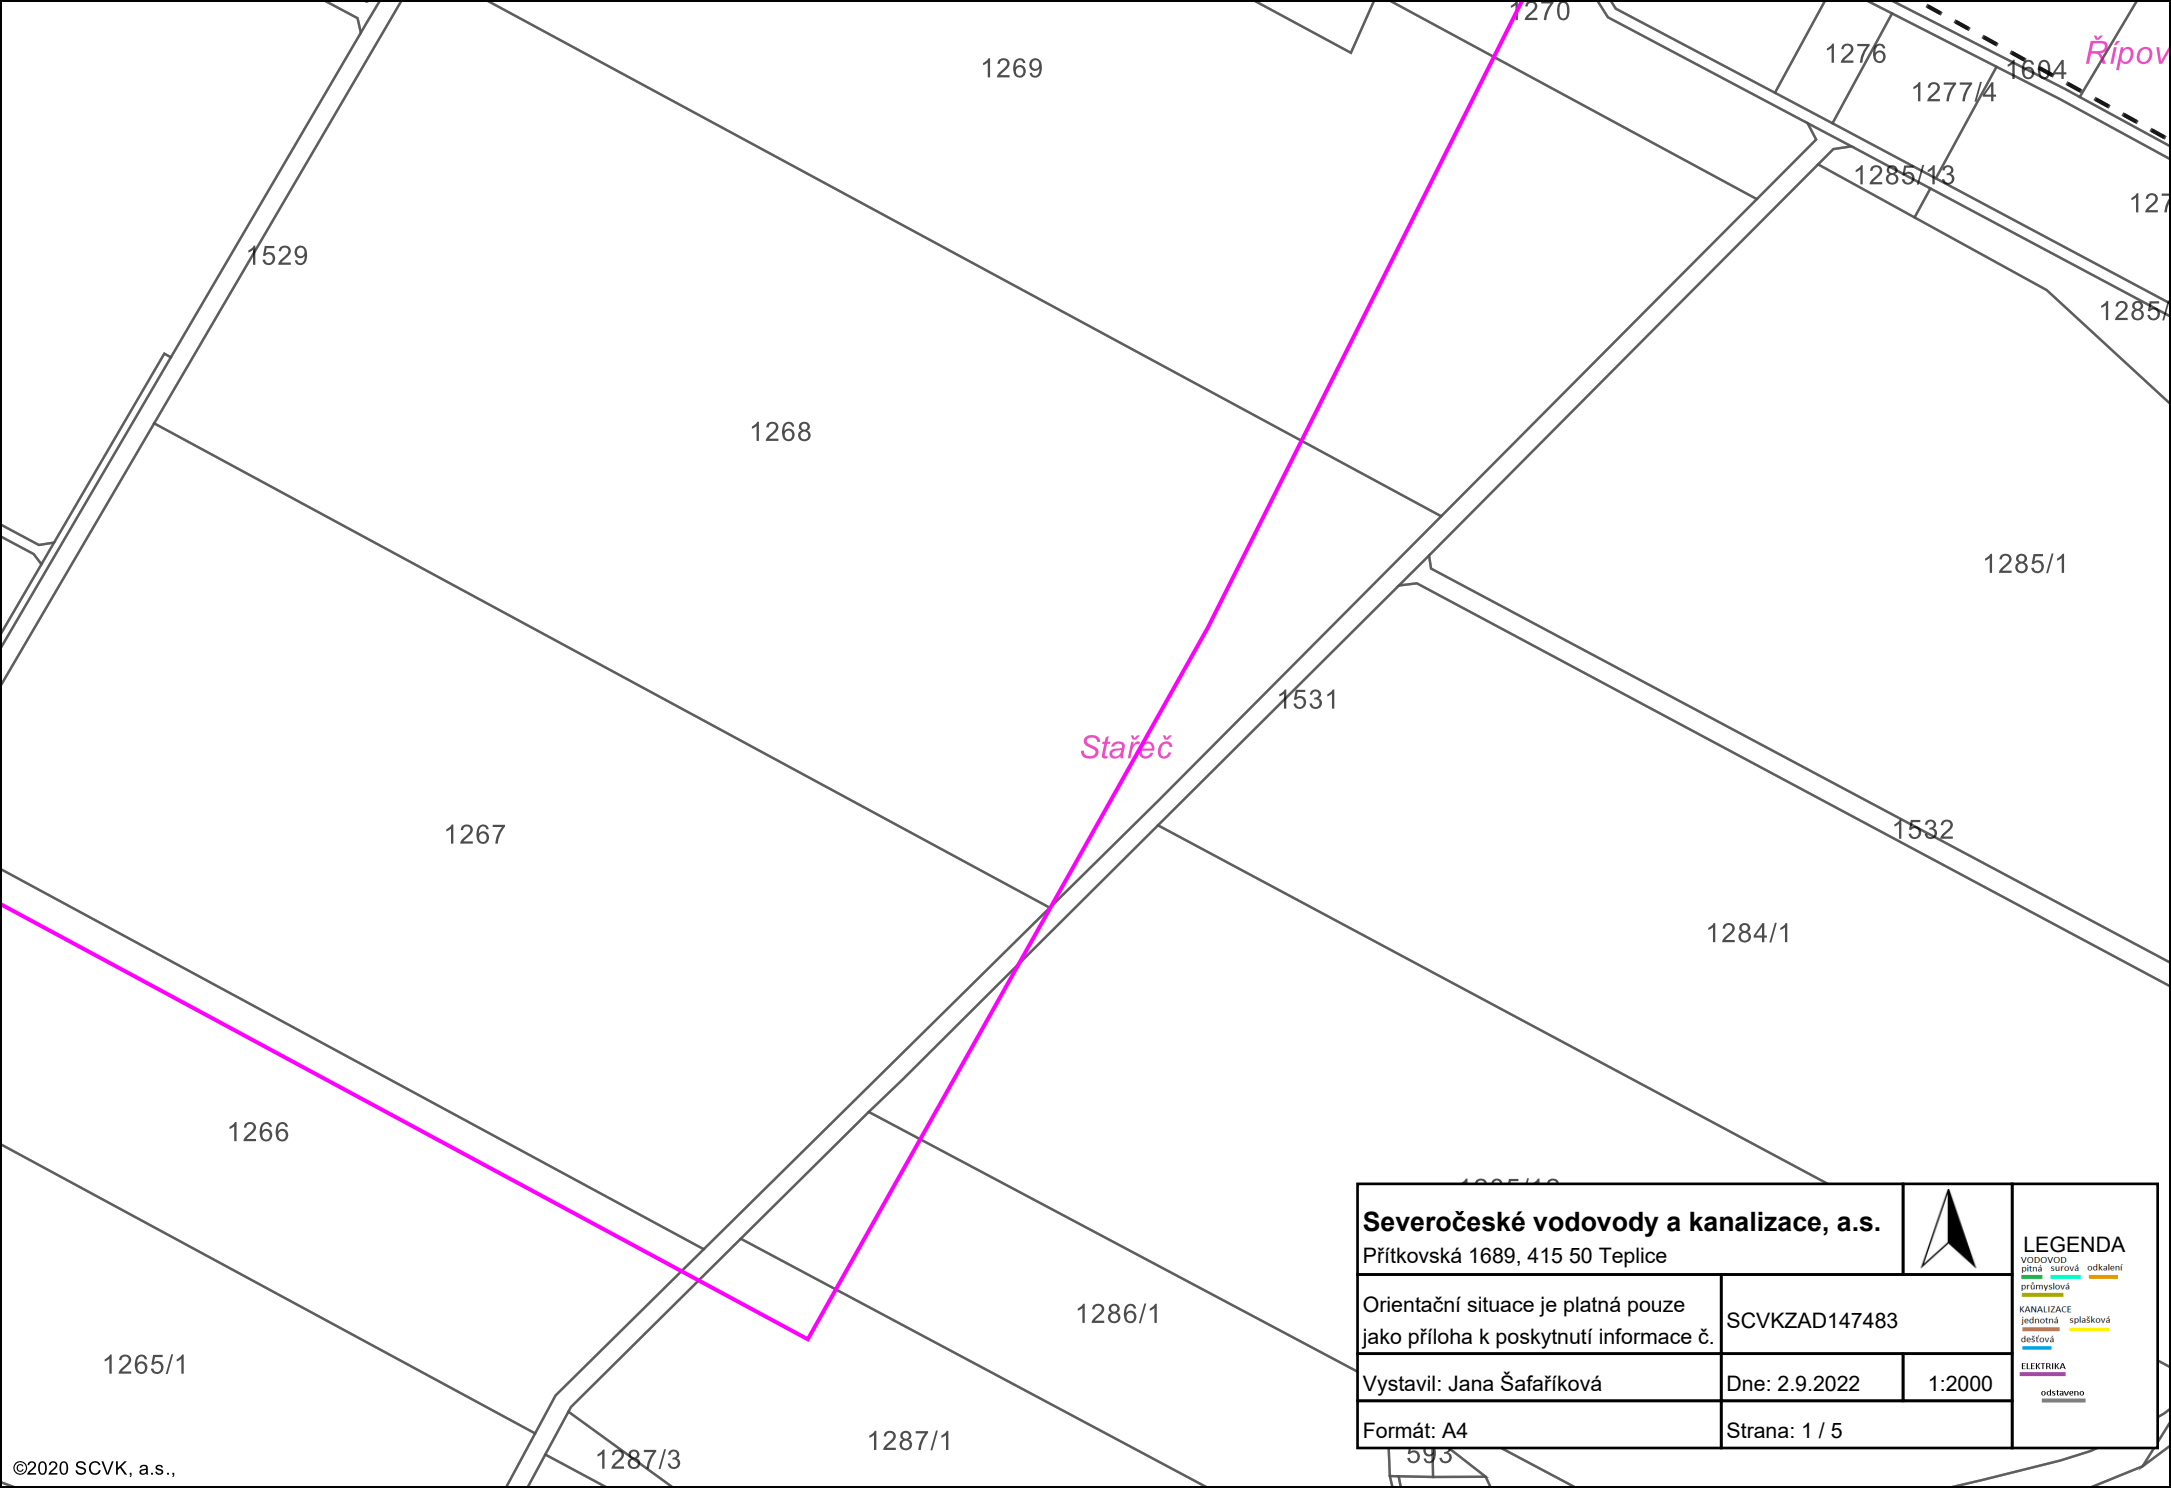 1270
1269
1276
1604
Řípov
1277/4
1285/13
127
1529
1285/
1268
1285/1
1531
Stařeč
1267
1532
1284/1
1266
1286/1
1265/1
1287/1
1287/3
593
Severočeské vodovody a kanalizace, a.s.
Přítkovská 1689, 415 50 Teplice
Orientační situace je platná pouze
jako příloha k poskytnutí informace č.
SCVKZAD147483
Vystavil: Jana Šafaříková
Dne: 2.9.2022
1:2000
Formát: A4
Strana: 1 / 5
LEGENDA
VODOVOD
pitná surová odkalení
průmyslová
KANALIZACE
jednotná splašková
dešťová
ELEKTRIKA
odstaveno
©2020 SCVK, a.s.,